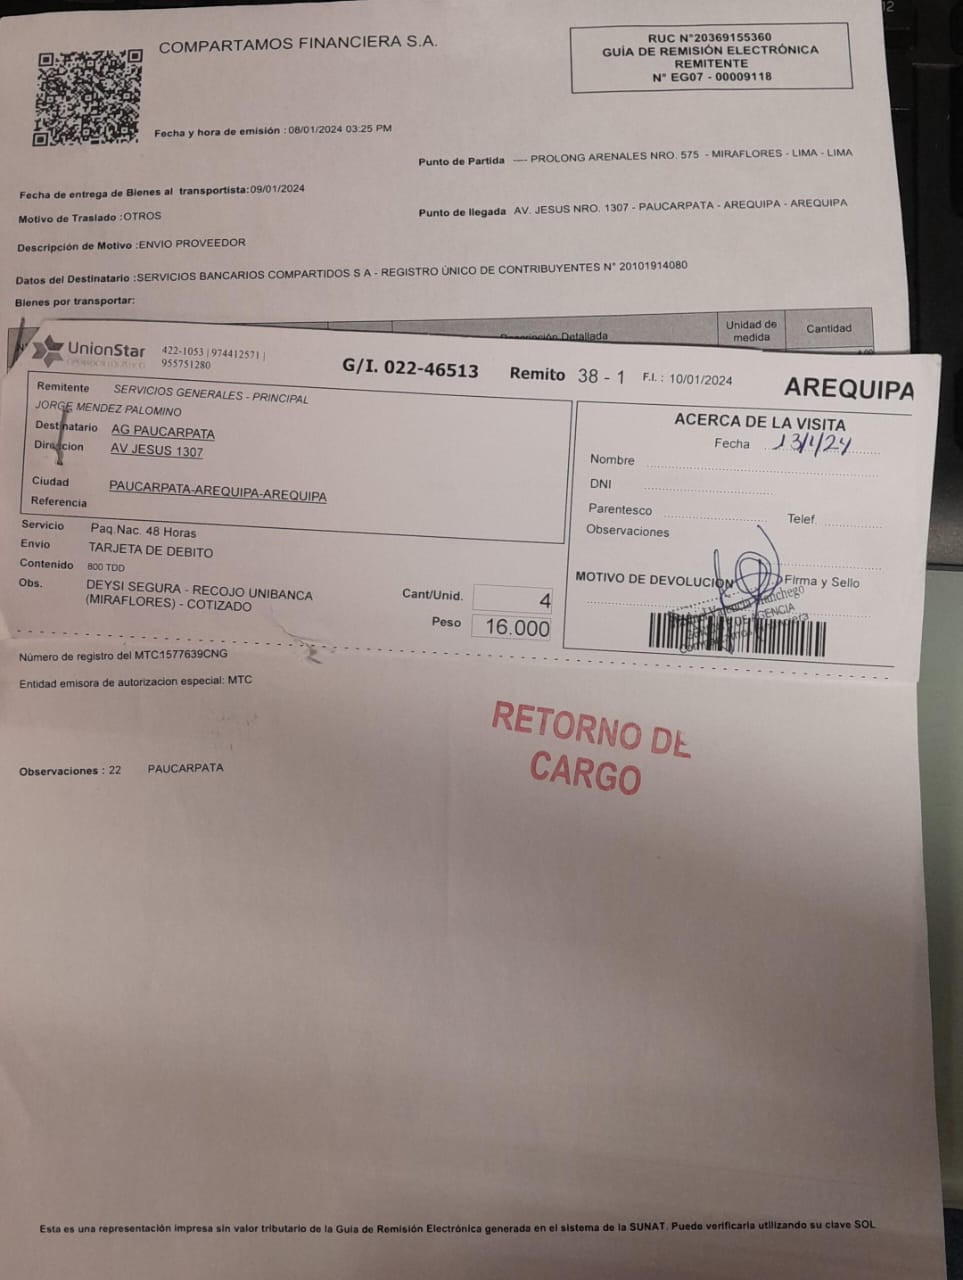 12
COMPARTAMOS FINANCIERA S.A.
RUC N°20369155360
GUÍA DE REMISIÓN ELECTRÓNICA
REMITENTE
N° EG07 - 00009118
Fecha y hora de emisión : 08/01/2024 03:25 PM
Punto de Partida ---- PROLONG ARENALES NRO. 575 - MIRAFLORES - LIMA - LIMA
Fecha de entrega de Bienes al transportista:09/01/2024
Motivo de Traslado :OTROS
Punto de llegada AV. JESUS NRO. 1307 - PAUCARPATA - AREQUIPA - AREQUIPA
Descripción de Motivo :ENVIO PROVEEDOR
Datos del Destinatario :SERVICIOS BANCARIOS COMPARTIDOS S A - REGISTRO ÚNICO DE CONTRIBUYENTES N° 20101914080
Bienes por transportar:
N° Descripción Detallada Unidad de medida Cantidad
UnionStar
422-1053 | 974412571 |
955751280
G/I. 022-46513 Remito 38 - 1 F.I. : 10/01/2024 AREQUIPA
Remitente SERVICIOS GENERALES - PRINCIPAL
JORGE MENDEZ PALOMINO
Destinatario AG PAUCARPATA
Dirección AV JESUS 1307
Ciudad PAUCARPATA-AREQUIPA-AREQUIPA
Referencia
Servicio Paq.Nac. 48 Horas
Envio TARJETA DE DEBITO
Contenido 800 TDD
Obs. DEYSI SEGURA - RECOJO UNIBANCA
(MIRAFLORES) - COTIZADO
Cant/Unid. 4
Peso 16.000
ACERCA DE LA VISITA
Fecha 13/1/24
Nombre
DNI
Parentesco Telef.
Observaciones
MOTIVO DE DEVOLUCION Firma y Sello
DE AGENCIA
Número de registro del MTC1577639CNG
Entidad emisora de autorizacion especial: MTC
RETORNO DE
CARGO
Observaciones : 22 PAUCARPATA
Esta es una representación impresa sin valor tributario de la Guia de Remisión Electrónica generada en el sistema de la SUNAT. Puede verificarla utilizando su clave SOL